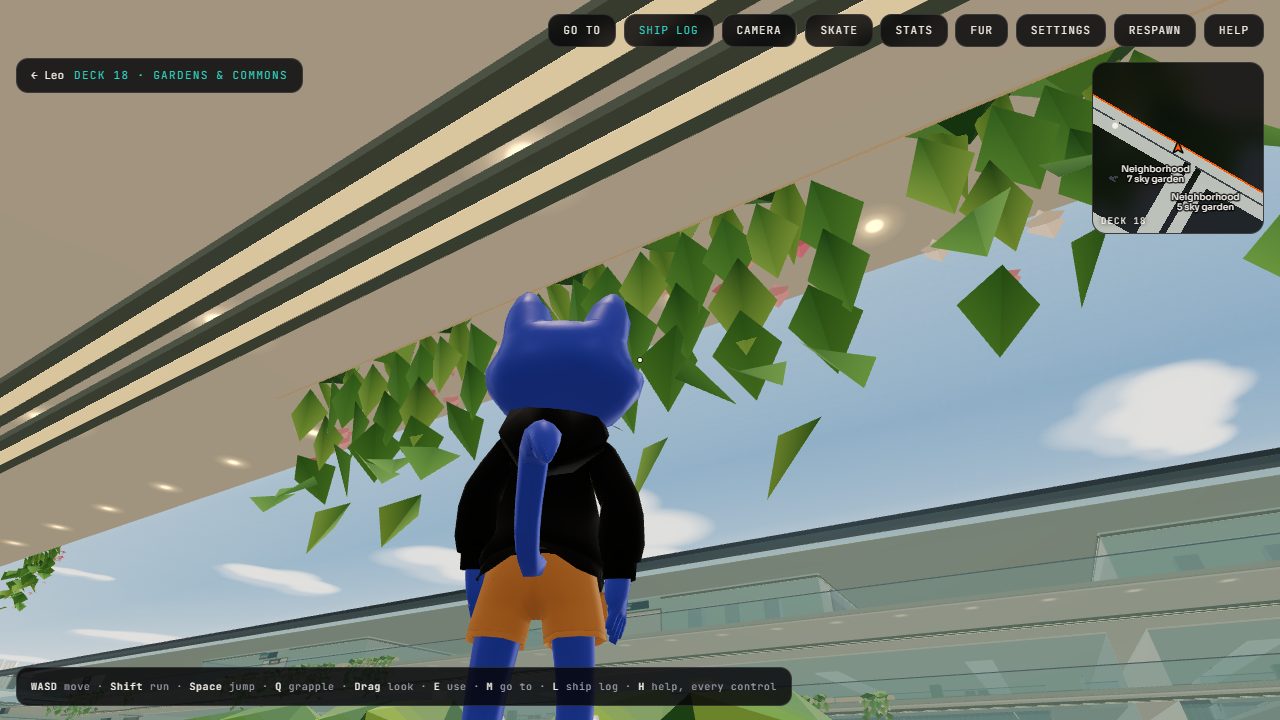 GO TO
SHIP LOG
CAMERA
SKATE
STATS
FUR
SETTINGS
RESPAWN
HELP
← Leo DECK 18 · GARDENS & COMMONS
Neighborhood
7 sky garden
Neighborhood
5 sky garden
DECK 18
WASD move · Shift run · Space jump · Q grapple · Drag look · E use · M go to · L ship log · H help, every control